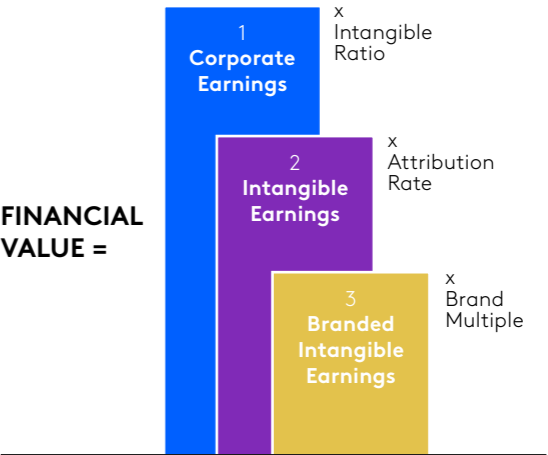 1
Corporate
Earnings
x
Intangible
Ratio
2
Intangible
Earnings
x
Attribution
Rate
FINANCIAL
VALUE =
3
Branded
Intangible
Earnings
x
Brand
Multiple